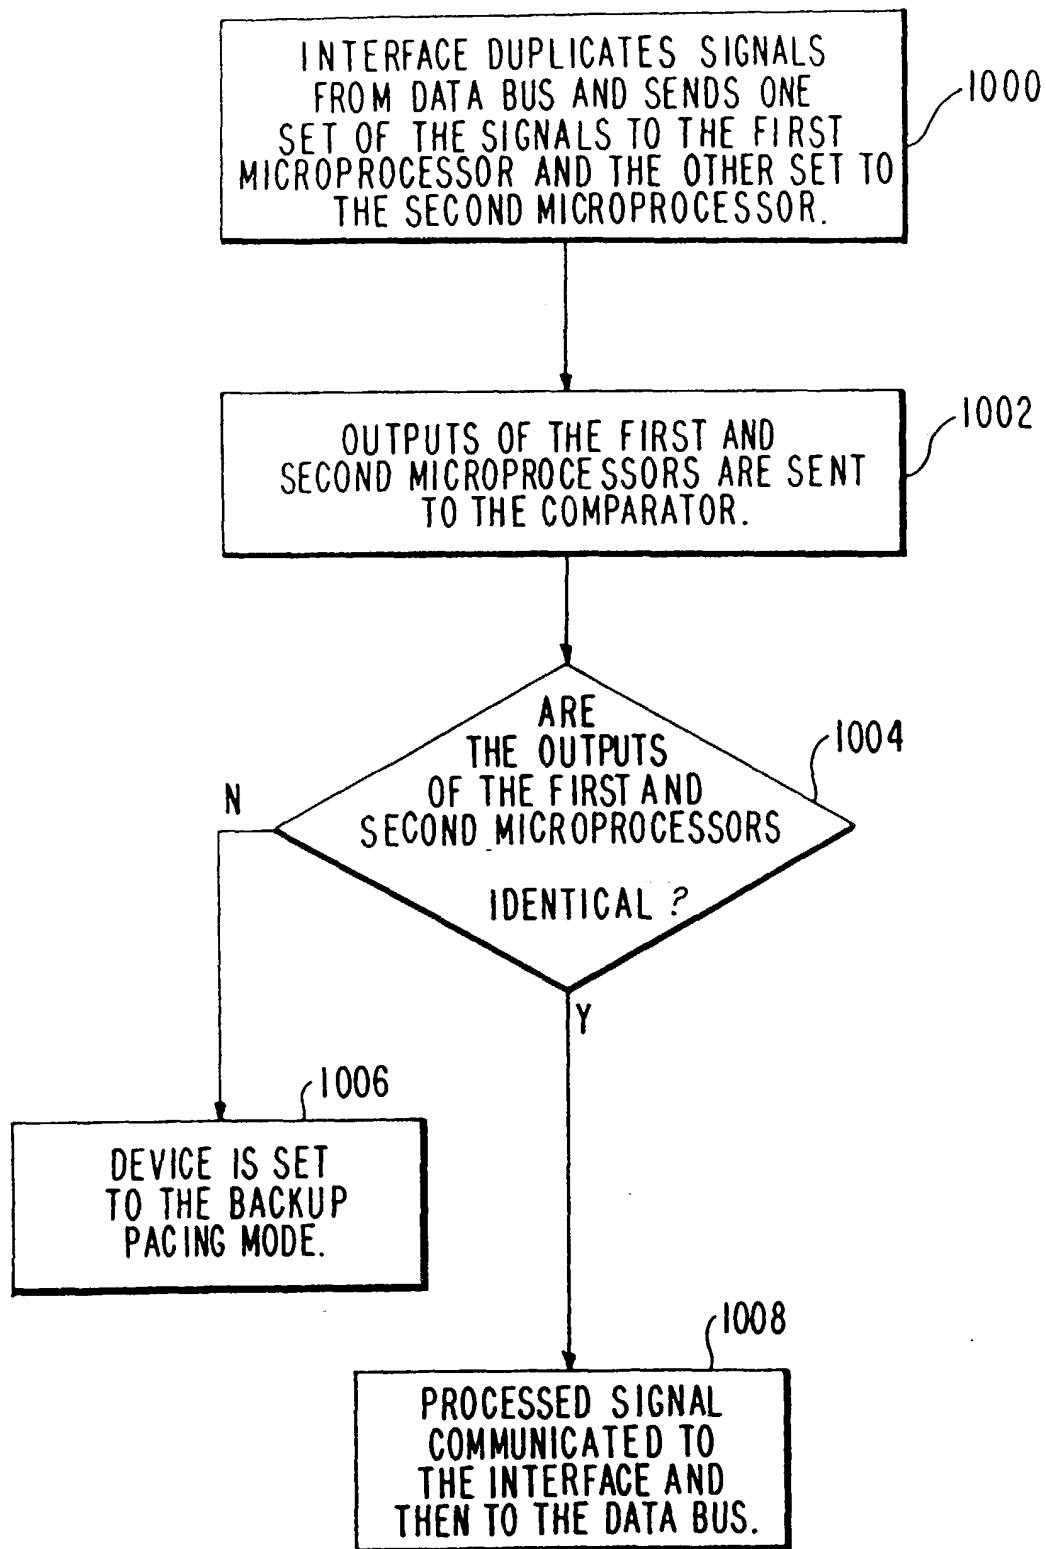 INTERFACE DUPLICATES SIGNALS
FROM DATA BUS AND SENDS ONE
SET OF THE SIGNALS TO THE FIRST
MICROPROCESSOR AND THE OTHER SET TO
THE SECOND MICROPROCESSOR.
1000
OUTPUTS OF THE FIRST AND
SECOND MICROPROCESSORS ARE SENT
TO THE COMPARATOR.
1002
ARE
THE OUTPUTS
OF THE FIRST AND
SECOND MICROPROCESSORS
IDENTICAL ?
1004
N
Y
1006
DEVICE IS SET
TO THE BACKUP
PACING MODE.
1008
PROCESSED SIGNAL
COMMUNICATED TO
THE INTERFACE AND
THEN TO THE DATA BUS.